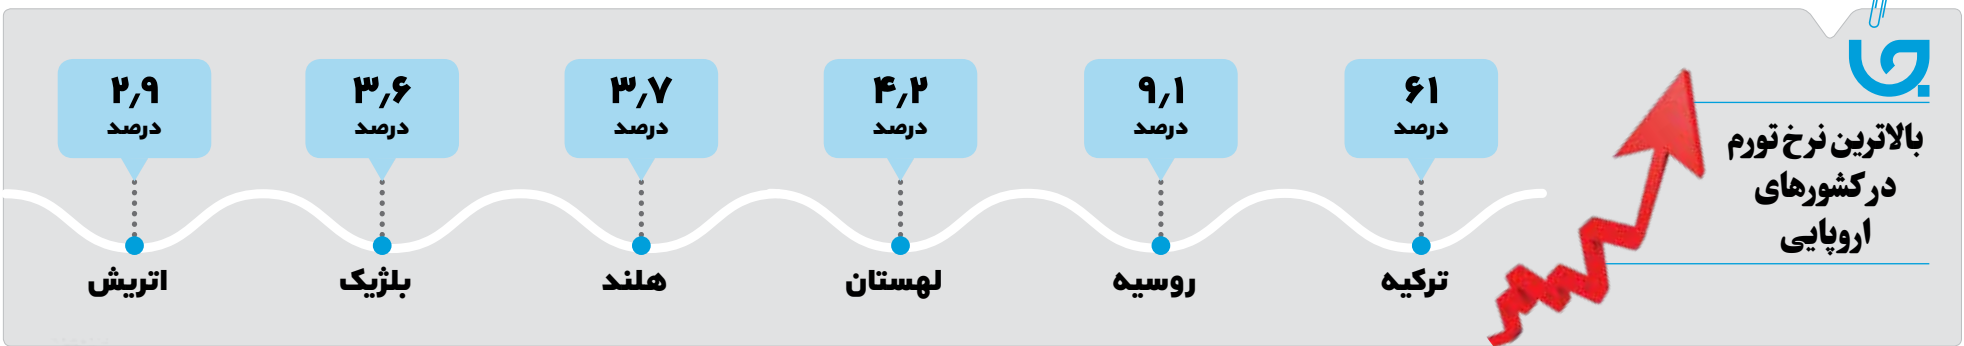 بالاترین نرخ تورم
در کشورهای
اروپایی
۶۱
درصد
ترکیه
۹٫۱
درصد
روسیه
۴٫۲
درصد
لهستان
۳٫۷
درصد
هلند
۳٫۶
درصد
بلژیک
۲٫۹
درصد
اتریش